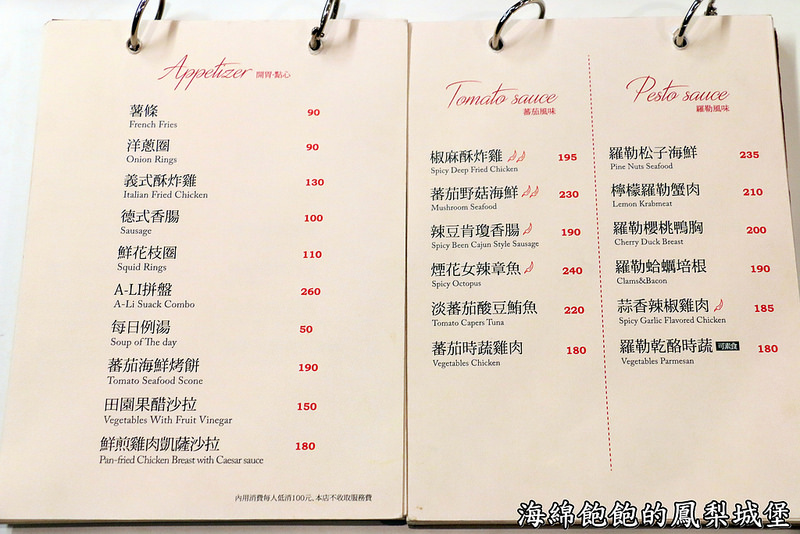 Appetizer 開胃‧點心
薯條 90
French Fries
洋蔥圈 90
Onion Rings
義式酥炸雞 130
Italian Fried Chicken
德式香腸 100
Sausage
鮮花枝圈 110
Squid Rings
A-LI拼盤 260
A-Li Suack Combo
每日例湯 50
Soup of The day
蕃茄海鮮烤餅 190
Tomato Seafood Scone
田園果醋沙拉 150
Vegetables With Fruit Vinegar
鮮煎雞肉凱薩沙拉 180
Pan-fried Chicken Breast with Caesar sauce
內用消費每人低消100元、本店不收取服務費
Tomato sauce
蕃茄風味
椒麻酥炸雞 195
Spicy Deep Fried Chicken
蕃茄野菇海鮮 230
Mushroom Seafood
辣豆肯瓊香腸 190
Spicy Been Cajun Style Sausage
煙花女辣章魚 240
Spicy Octopus
淡蕃茄酸豆鮪魚 220
Tomato Capers Tuna
蕃茄時蔬雞肉 180
Vegetables Chicken
Pesto sauce
羅勒風味
羅勒松子海鮮 235
Pine Nuts Seafood
檸檬羅勒蟹肉 210
Lemon Krabmeat
羅勒櫻桃鴨胸 200
Cherry Duck Breast
羅勒蛤蠣培根 190
Clams&Bacon
蒜香辣椒雞肉 185
Spicy Garlic Flavored Chicken
羅勒乾酪時蔬 可素食 180
Vegetables Parmesan
海綿飽飽的鳳梨城堡